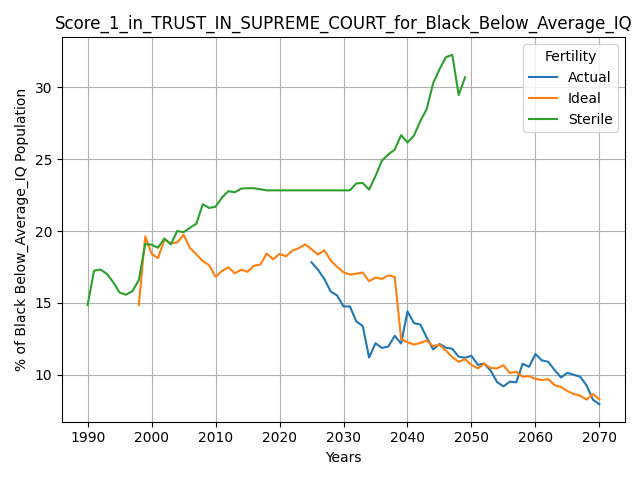 Score_1_in_TRUST_IN_SUPREME_COURT_for_Black_Below_Average_IQ
Fertility
Actual
Ideal
Sterile
% of Black Below_Average_IQ Population
30
25
20
15
10
1990 2000 2010 2020 2030 2040 2050 2060 2070
Years